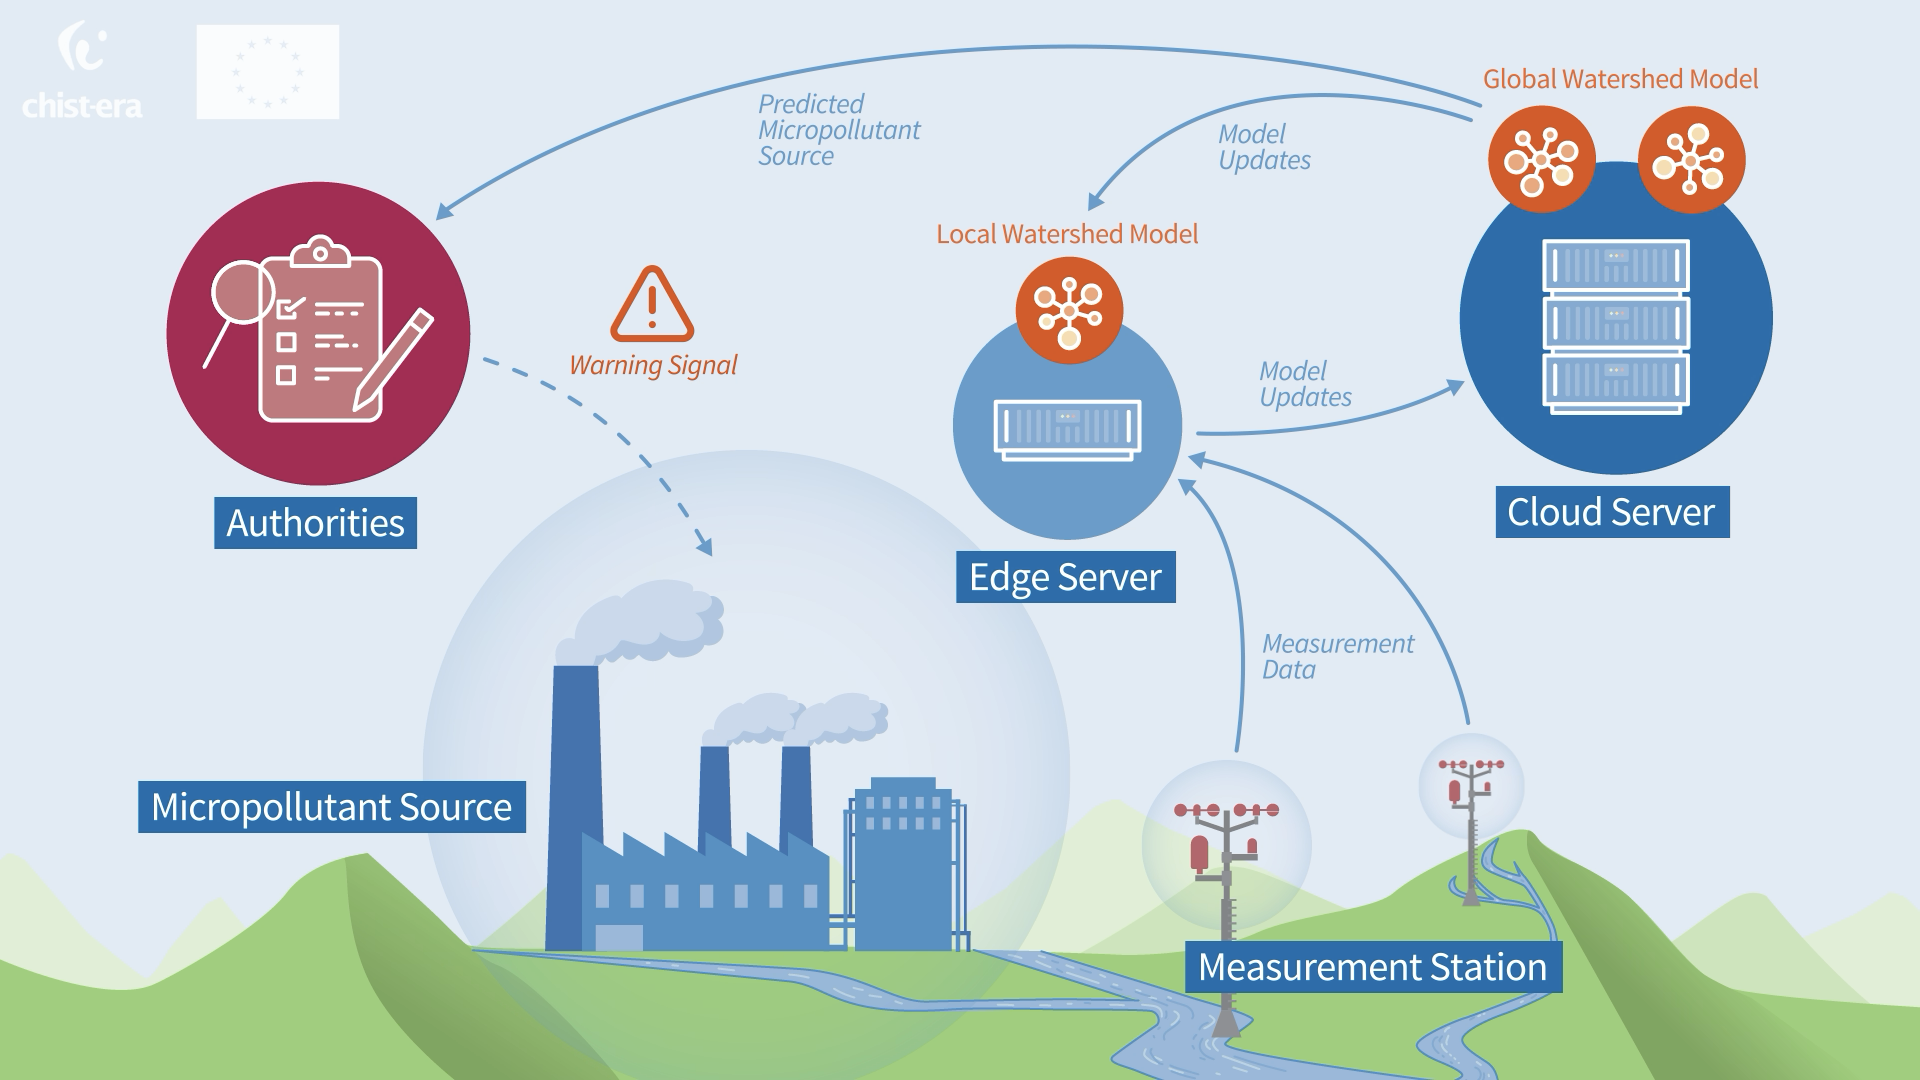 chist-era
Global Watershed Model
Predicted
Micropollutant
Source
Model
Updates
Local Watershed Model
Warning Signal
Model
Updates
Authorities
Cloud Server
Edge Server
Measurement
Data
Micropollutant Source
Measurement Station